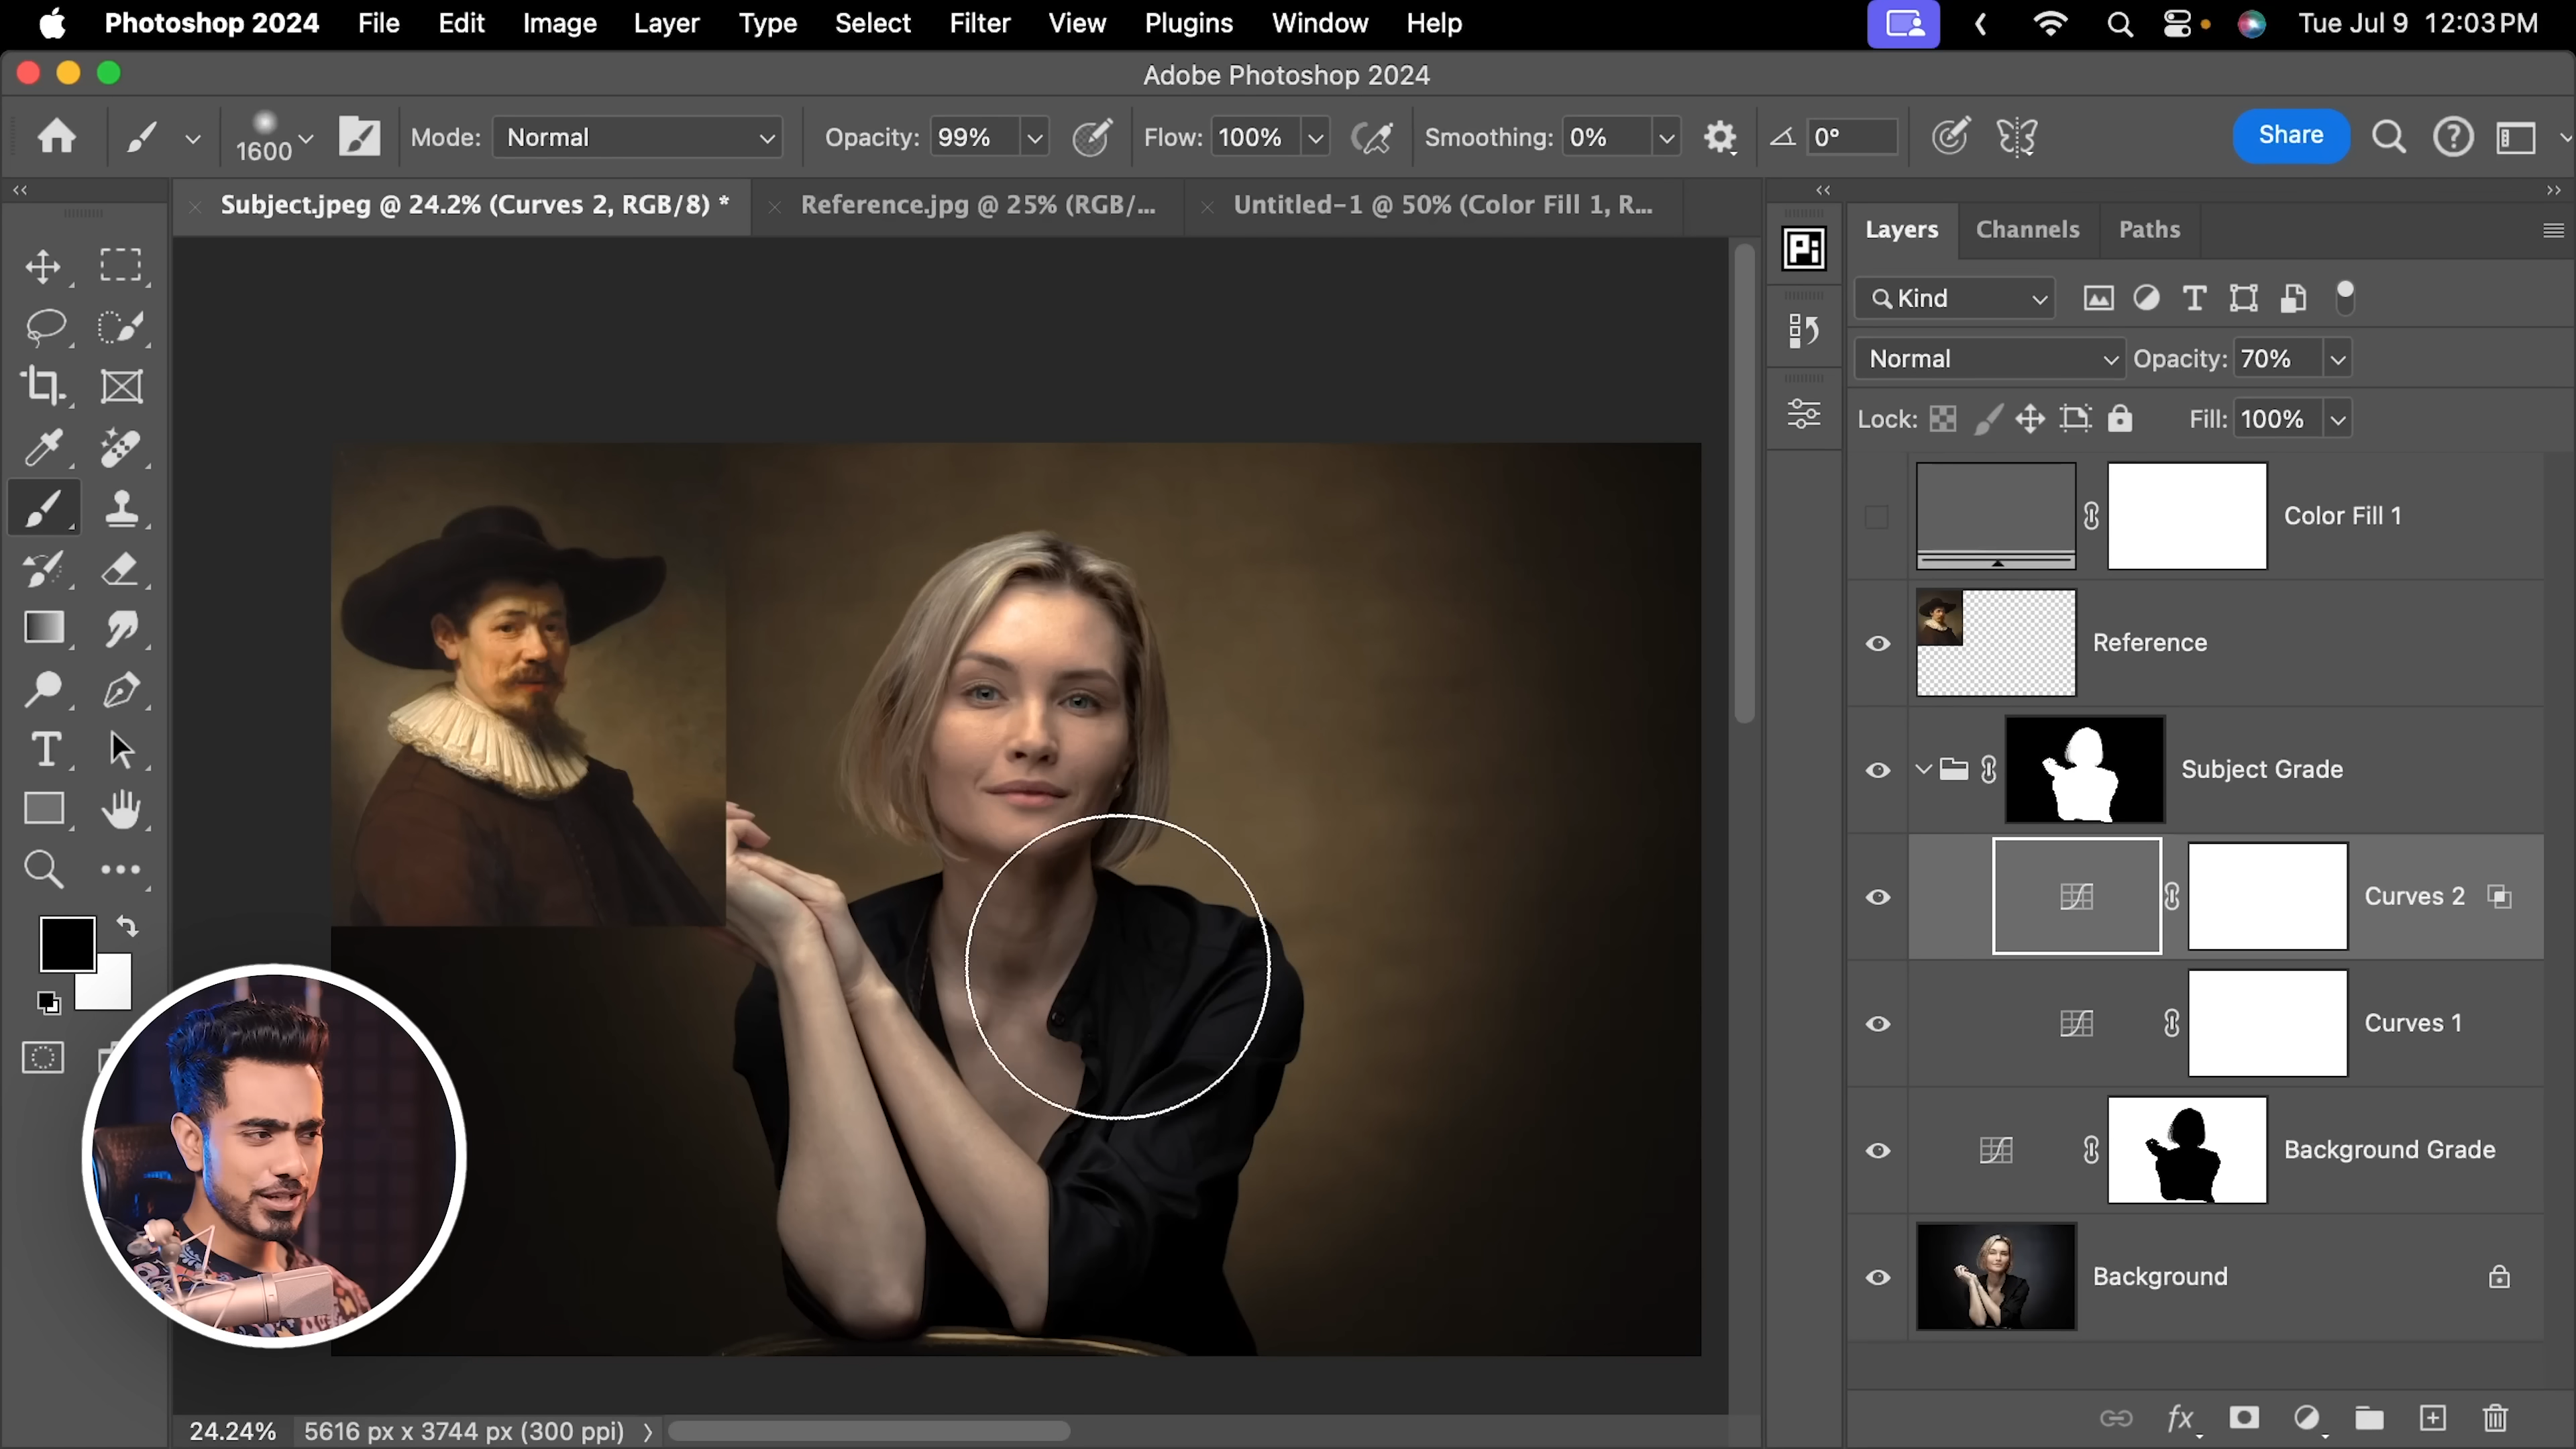 Photoshop 2024 File Edit Image Layer Type Select Filter View Plugins Window Help Tue Jul 9 12:03 PM
Adobe Photoshop 2024
1600 Mode: Normal Opacity: 99% Flow: 100% Smoothing: 0% 0° Share
Subject.jpeg @ 24.2% (Curves 2, RGB/8) * Reference.jpg @ 25% (RGB/... Untitled-1 @ 50% (Color Fill 1, R...
Layers Channels Paths
Pi
Kind
Normal Opacity: 70%
Lock: Fill: 100%
Color Fill 1
Reference
Subject Grade
Curves 2
Curves 1
Background Grade
Background
24.24% 5616 px x 3744 px (300 ppi)
fx